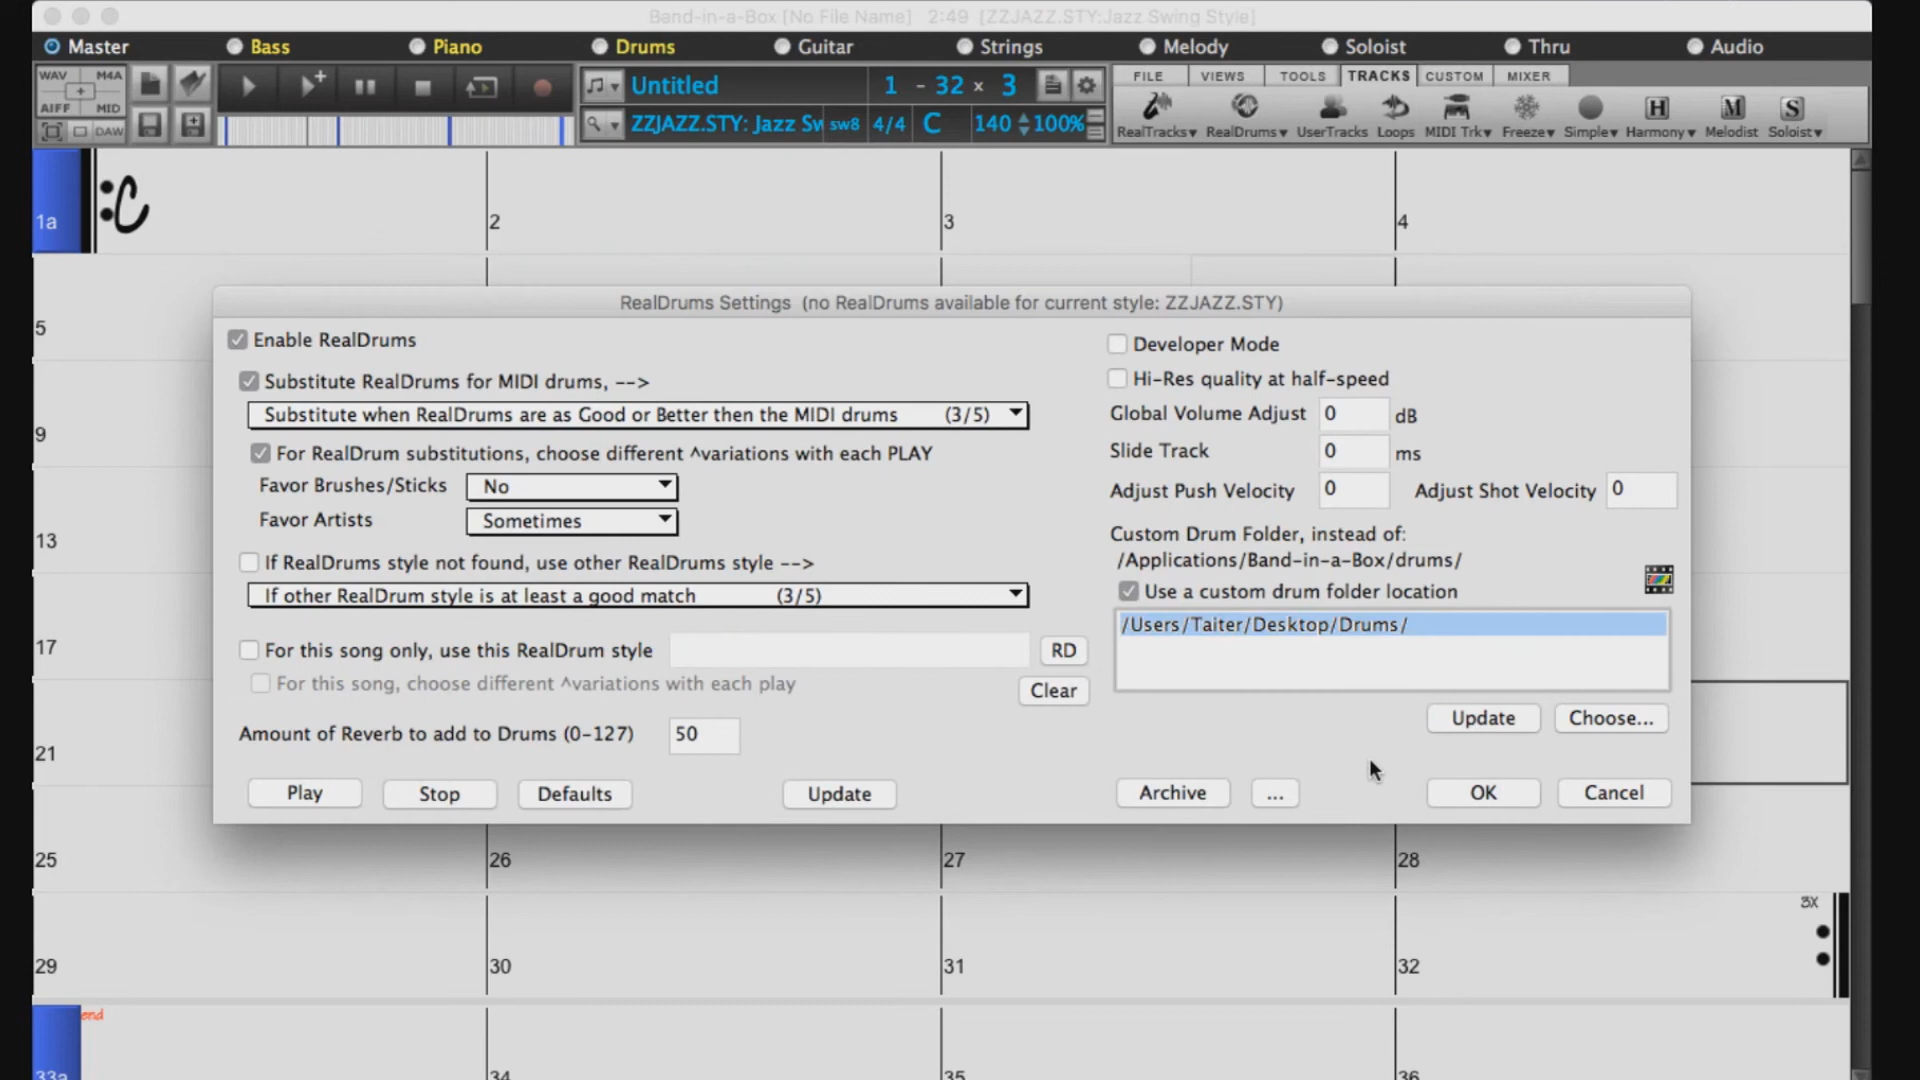 Band-in-a-Box [No File Name]   2:49   [ZZJAZZ.STY:Jazz Swing Style]
Master Bass Piano Drums Guitar Strings Melody Soloist Thru Audio
WAV M4A
AIFF MID
DAW
Untitled 1 - 32 x 3
ZZJAZZ.STY: Jazz Sw sw8 4/4 C 140 100%
FILE VIEWS TOOLS TRACKS CUSTOM MIXER
H M S
RealTracks RealDrums UserTracks Loops MIDI Trk Freeze Simple Harmony Melodist Soloist
C
1a 2 3 4
5
9
13
17
21
RealDrums Settings  (no RealDrums available for current style: ZZJAZZ.STY)
Enable RealDrums
Substitute RealDrums for MIDI drums, -->
Substitute when RealDrums are as Good or Better then the MIDI drums (3/5)
For RealDrum substitutions, choose different ^variations with each PLAY
Favor Brushes/Sticks No
Favor Artists Sometimes
If RealDrums style not found, use other RealDrums style -->
If other RealDrum style is at least a good match (3/5)
For this song only, use this RealDrum style RD
For this song, choose different ^variations with each play Clear
Amount of Reverb to add to Drums (0-127) 50
Play Stop Defaults Update
Developer Mode
Hi-Res quality at half-speed
Global Volume Adjust 0 dB
Slide Track 0 ms
Adjust Push Velocity 0 Adjust Shot Velocity 0
Custom Drum Folder, instead of:
/Applications/Band-in-a-Box/drums/
Use a custom drum folder location
/Users/Taiter/Desktop/Drums/
Update Choose...
Archive ... OK Cancel
25 26 27 28
3X
29 30 31 32
end
33a 34 35 36